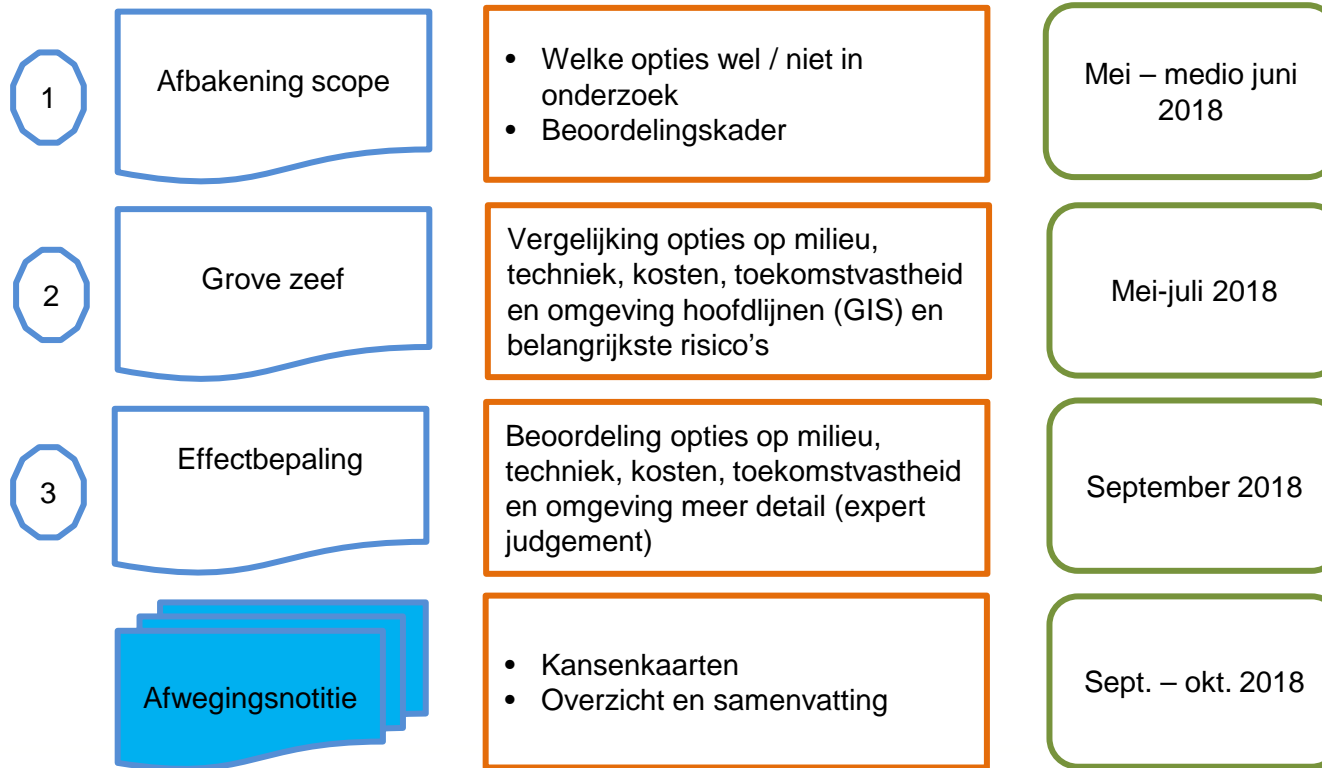 1
Afbakening scope
• Welke opties wel / niet in
onderzoek
• Beoordelingskader
Mei – medio juni
2018
2
Grove zeef
Vergelijking opties op milieu,
techniek, kosten, toekomstvastheid
en omgeving hoofdlijnen (GIS) en
belangrijkste risico's
Mei-juli 2018
3
Effectbepaling
Beoordeling opties op milieu,
techniek, kosten, toekomstvastheid
en omgeving meer detail (expert
judgement)
September 2018
Afwegingsnotitie
• Kansenkaarten
• Overzicht en samenvatting
Sept. – okt. 2018